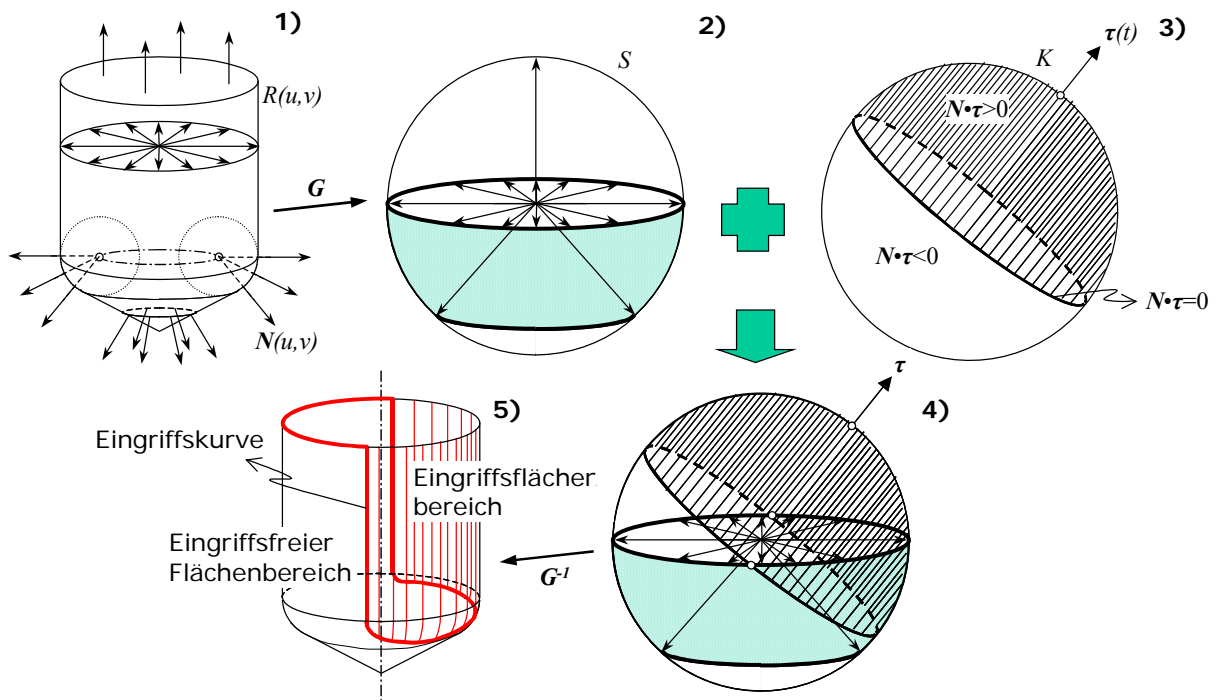 1)
R(u,v)
N(u,v)
G
2)
S
3)
τ(t)
K
N•τ>0
N•τ<0
N•τ=0
4)
τ
G-1
5)
Eingriffskurve
Eingriffsflächen
bereich
Eingriffsfreier
Flächenbereich